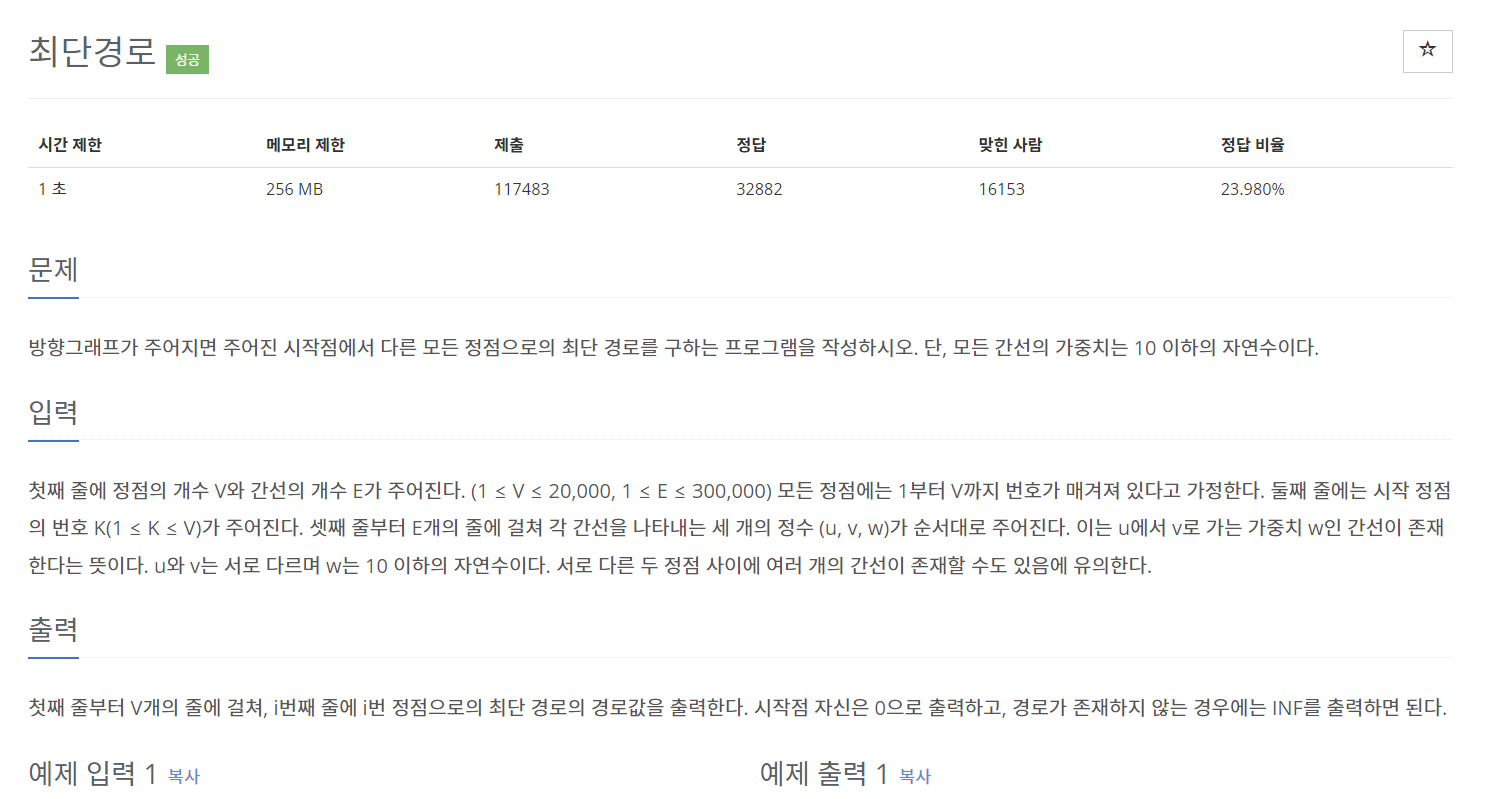 최단경로 성공
☆
시간 제한 메모리 제한 제출 정답 맞힌 사람 정답 비율
1 초 256 MB 117483 32882 16153 23.980%
문제
방향그래프가 주어지면 주어진 시작점에서 다른 모든 정점으로의 최단 경로를 구하는 프로그램을 작성하시오. 단, 모든 간선의 가중치는 10 이하의 자연수이다.
입력
첫째 줄에 정점의 개수 V와 간선의 개수 E가 주어진다. (1 ≤ V ≤ 20,000, 1 ≤ E ≤ 300,000) 모든 정점에는 1부터 V까지 번호가 매겨져 있다고 가정한다. 둘째 줄에는 시작 정점
의 번호 K(1 ≤ K ≤ V)가 주어진다. 셋째 줄부터 E개의 줄에 걸쳐 각 간선을 나타내는 세 개의 정수 (u, v, w)가 순서대로 주어진다. 이는 u에서 v로 가는 가중치 w인 간선이 존재
한다는 뜻이다. u와 v는 서로 다르며 w는 10 이하의 자연수이다. 서로 다른 두 정점 사이에 여러 개의 간선이 존재할 수도 있음에 유의한다.
출력
첫째 줄부터 V개의 줄에 걸쳐, i번째 줄에 i번 정점으로의 최단 경로의 경로값을 출력한다. 시작점 자신은 0으로 출력하고, 경로가 존재하지 않는 경우에는 INF를 출력하면 된다.
예제 입력 1 복사 예제 출력 1 복사